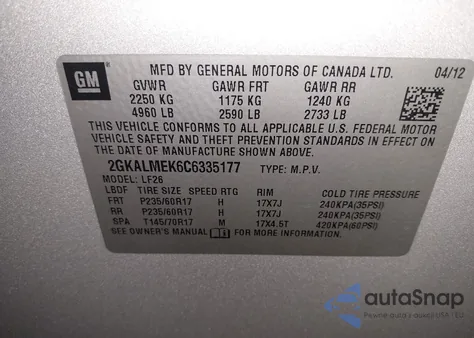 GM
MFD BY GENERAL MOTORS OF CANADA LTD. 04/12
GVWR GAWR FRT GAWR RR
2250 KG 1175 KG 1240 KG
4960 LB 2590 LB 2733 LB
THIS VEHICLE CONFORMS TO ALL APPLICABLE U.S. FEDERAL MOTOR
VEHICLE SAFETY AND THEFT PREVENTION STANDARDS IN EFFECT ON THE
DATE OF MANUFACTURE SHOWN ABOVE.
2GKALMEK6C6335177 TYPE: M.P.V.
MODEL: LF26
LBDF TIRE SIZE SPEED RTG RIM COLD TIRE PRESSURE
FRT P235/60R17 H 17X7J 240KPA(35PSI)
RR P235/60R17 H 17X7J 240KPA(35PSI)
SPA T145/70R17 M 17X4.5T 420KPA(60PSI)
SEE OWNER'S MANUAL FOR MORE INFORMATION.
autoSnap